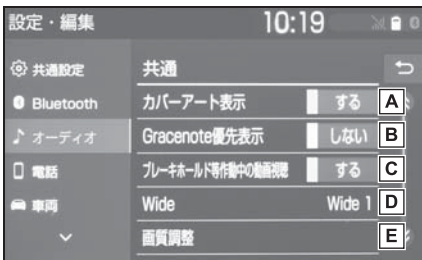 設定・編集 10:19
共通設定 共通
Bluetooth カバーアート表示 する A
オーディオ Gracenote優先表示 しない B
電話 ブレーキホールド等作動中の動画視聴 する C
車両 Wide Wide 1 D
画質調整 E